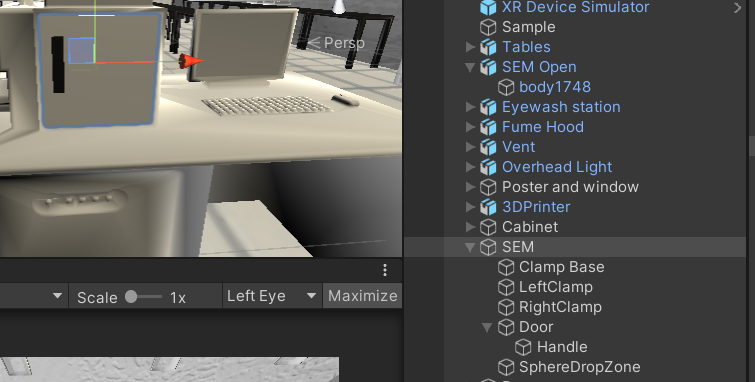 Persp
Scale 1x Left Eye Maximize
XR Device Simulator
Sample
Tables
SEM Open
body1748
Eyewash station
Fume Hood
Vent
Overhead Light
Poster and window
3DPrinter
Cabinet
SEM
Clamp Base
LeftClamp
RightClamp
Door
Handle
SphereDropZone